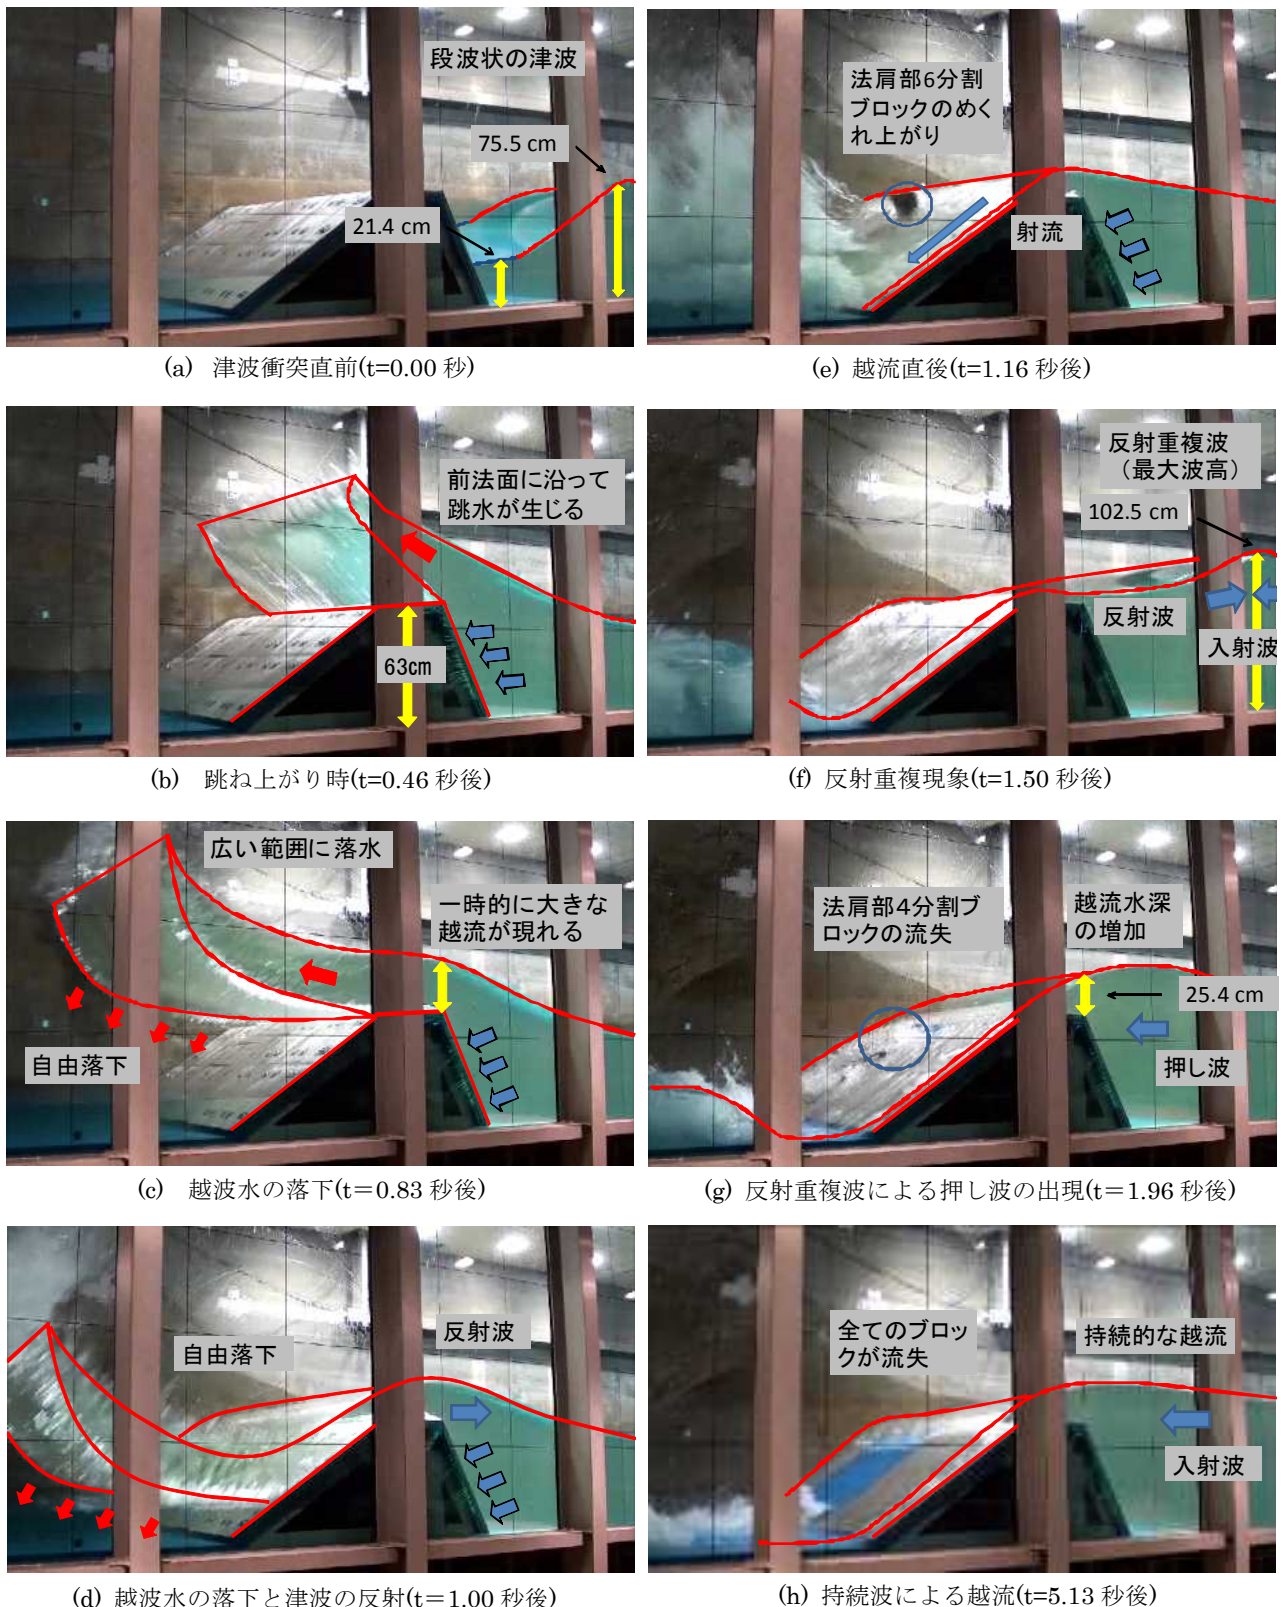 段波状の津波
75.5 cm
21.4 cm
(a) 津波衝突直前(t=0.00 秒)
前法面に沿って
跳水が生じる
63cm
(b) 跳ね上がり時(t=0.46 秒後)
広い範囲に落水
一時的に大きな
越流が現れる
自由落下
(c) 越波水の落下(t＝0.83 秒後)
反射波
自由落下
(d) 越波水の落下と津波の反射(t＝1.00 秒後)
法肩部6分割
ブロックのめく
れ上がり
射流
(e) 越流直後(t=1.16 秒後)
反射重複波
（最大波高）
102.5 cm
反射波
入射波
(f) 反射重複現象(t=1.50 秒後)
法肩部４分割ブ
ロックの流失
越流水深
の増加
25.4 cm
押し波
(g) 反射重複波による押し波の出現(t＝1.96 秒後)
全てのブロッ
クが流失
持続的な越流
入射波
(h) 持続波による越流(t=5.13 秒後)